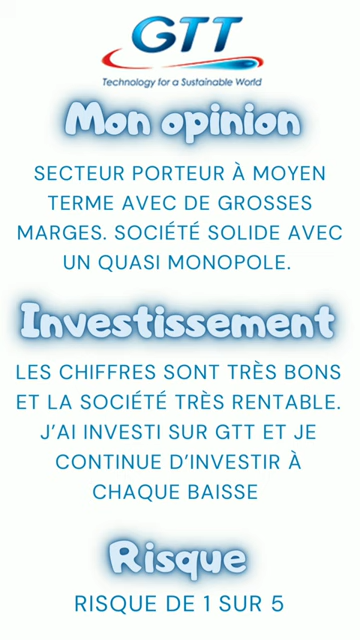 GTT
Technology for a Sustainable World
Mon opinion
SECTEUR PORTEUR À MOYEN
TERME AVEC DE GROSSES
MARGES. SOCIÉTÉ SOLIDE AVEC
UN QUASI MONOPOLE.
Investissement
LES CHIFFRES SONT TRÈS BONS
ET LA SOCIÉTÉ TRÈS RENTABLE.
J'AI INVESTI SUR GTT ET JE
CONTINUE D'INVESTIR À
CHAQUE BAISSE
Risque
RISQUE DE 1 SUR 5